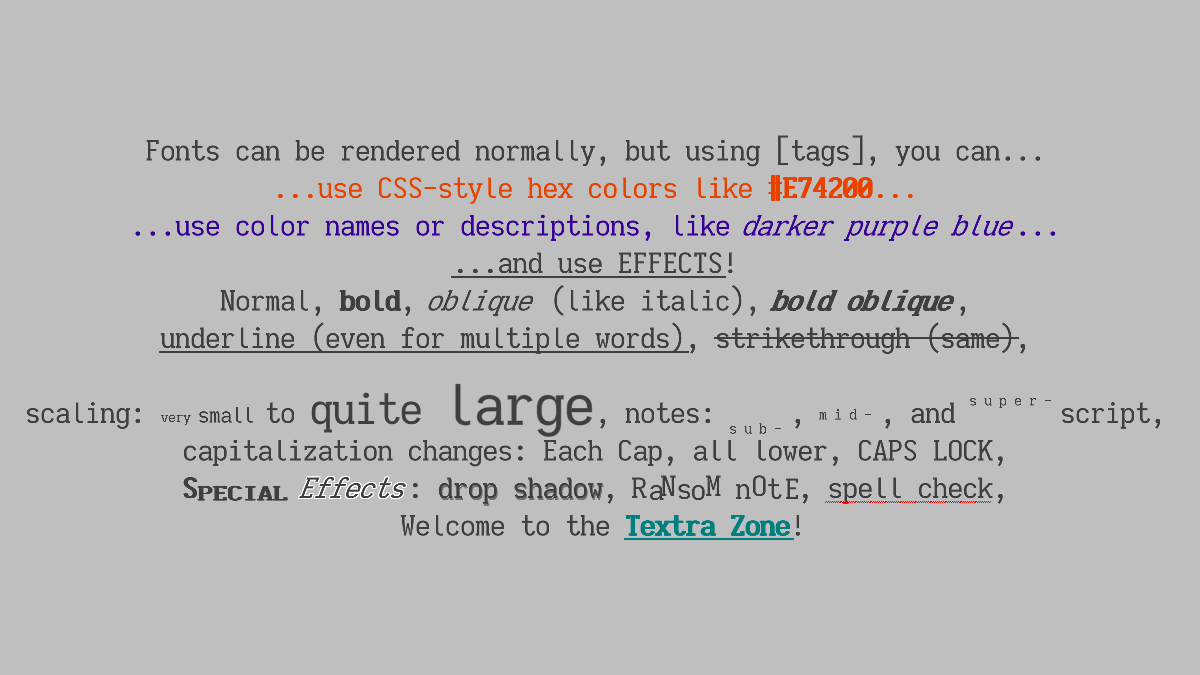 Fonts can be rendered normally, but using [tags], you can...
...use CSS-style hex colors like #E74200...
...use color names or descriptions, like darker purple blue...
...and use EFFECTS!
Normal, bold, oblique (like italic), bold oblique,
underline (even for multiple words), strikethrough (same),
scaling: very small to quite large, notes: sub-, mid-, and super-script,
capitalization changes: Each Cap, all lower, CAPS LOCK,
SPECIAL Effects: drop shadow, RaNsoM nOtE, spell check,
Welcome to the Textra Zone!